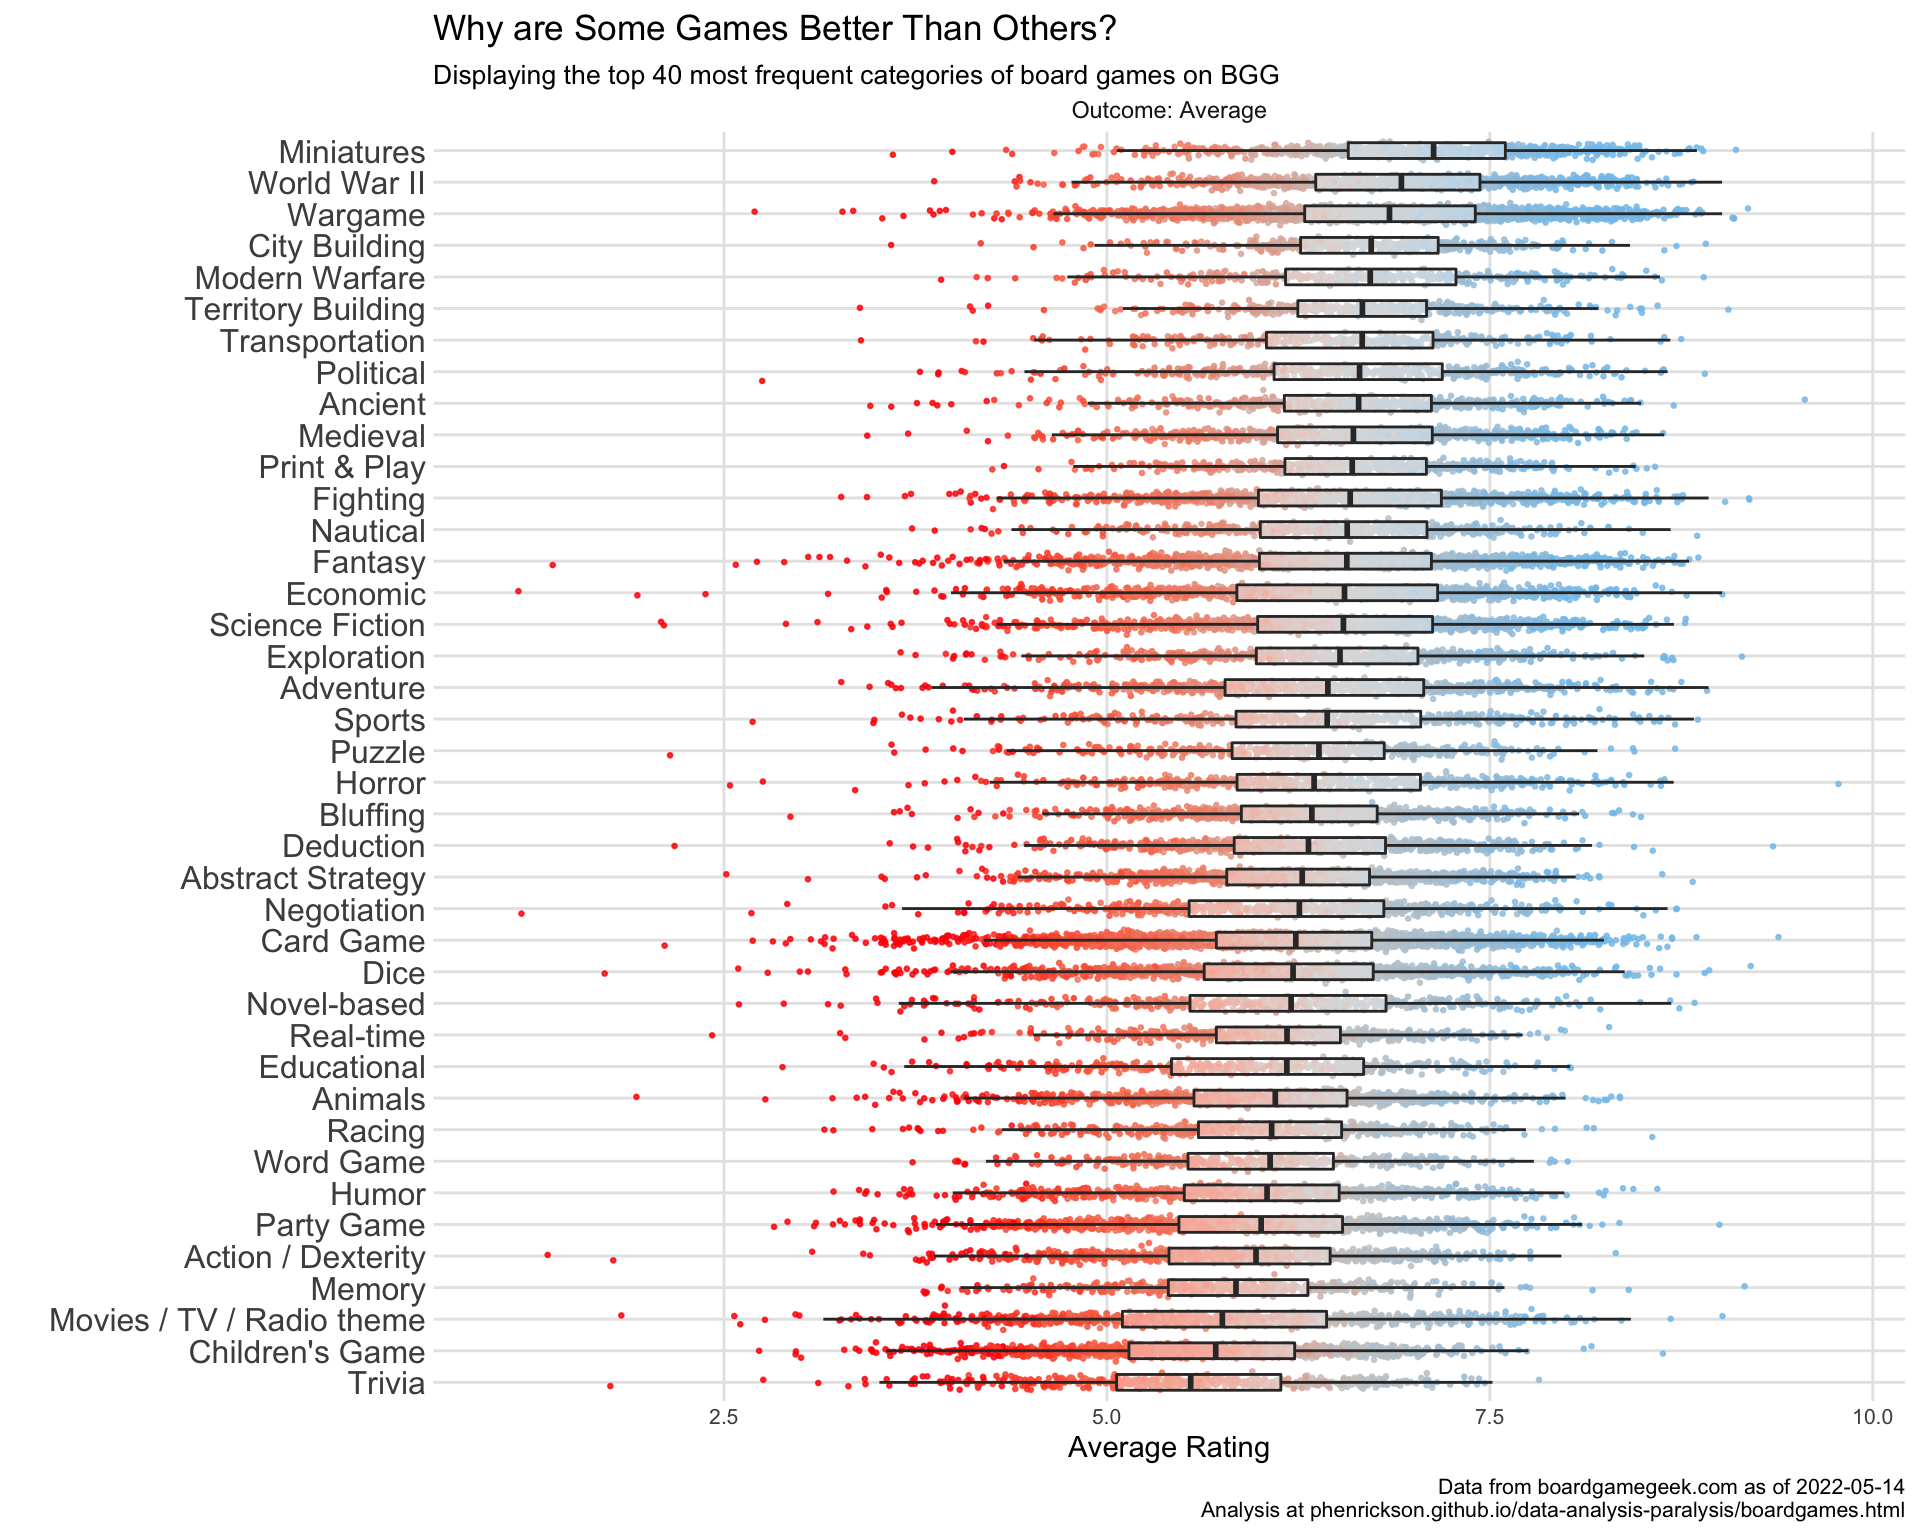 Why are Some Games Better Than Others?
Displaying the top 40 most frequent categories of board games on BGG
Outcome: Average
Miniatures
World War II
Wargame
City Building
Modern Warfare
Territory Building
Transportation
Political
Ancient
Medieval
Print & Play
Fighting
Nautical
Fantasy
Economic
Science Fiction
Exploration
Adventure
Sports
Puzzle
Horror
Bluffing
Deduction
Abstract Strategy
Negotiation
Card Game
Dice
Novel-based
Real-time
Educational
Animals
Racing
Word Game
Humor
Party Game
Action / Dexterity
Memory
Movies / TV / Radio theme
Children's Game
Trivia
2.5 5.0 7.5 10.0
Average Rating
Data from boardgamegeek.com as of 2022-05-14
Analysis at phenrickson.github.io/data-analysis-paralysis/boardgames.html